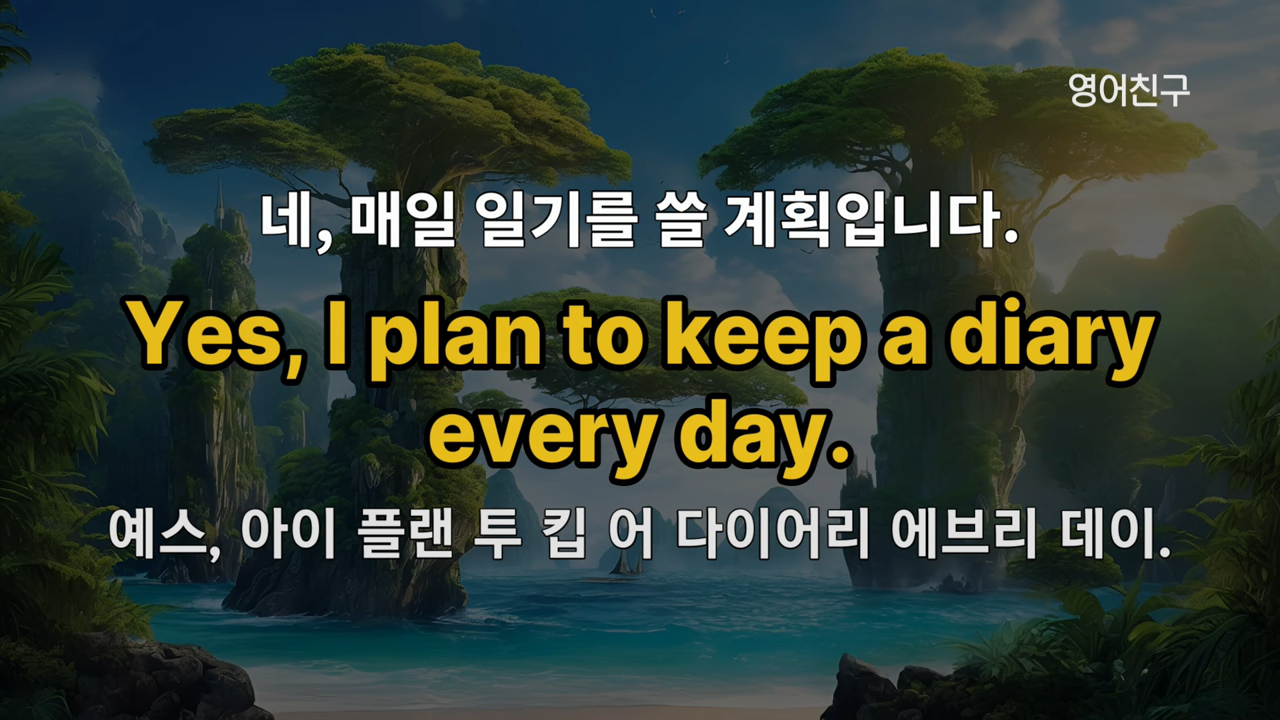 영어친구
네, 매일 일기를 쓸 계획입니다.
Yes, I plan to keep a diary
every day.
예스, 아이 플랜 투 킵 어 다이어리 에브리 데이.